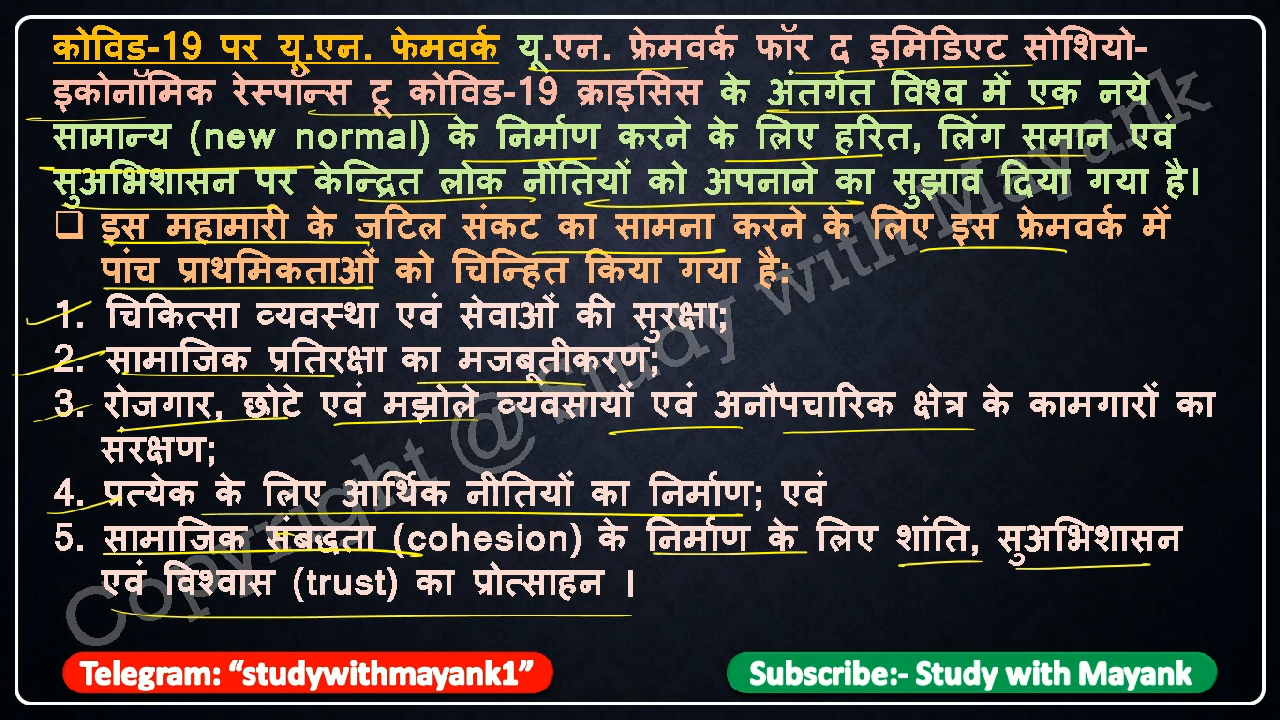 कोविड-19 पर यू.एन. फेमवर्क यू.एन. फ्रेमवर्क फॉर द इमिडिएट सोशियो-
इकोनॉमिक रेस्पॉन्स टू कोविड-19 क्राइसिस के अंतर्गत विश्व में एक नये
सामान्य (new normal) के निर्माण करने के लिए हरित, लिंग समान एवं
सुअभिशासन पर केन्द्रित लोक नीतियों को अपनाने का सुझाव दिया गया है।
❑ इस महामारी के जटिल संकट का सामना करने के लिए इस फ्रेमवर्क में
पांच प्राथमिकताओं को चिन्हित किया गया है:
1. चिकित्सा व्यवस्था एवं सेवाओं की सुरक्षा;
2. सामाजिक प्रतिरक्षा का मजबूतीकरण;
3. रोजगार, छोटे एवं मझोले व्यवसायों एवं अनौपचारिक क्षेत्र के कामगारों का
संरक्षण;
4. प्रत्येक के लिए आर्थिक नीतियों का निर्माण; एवं
5. सामाजिक संबद्धता (cohesion) के निर्माण के लिए शांति, सुअभिशासन
एवं विश्वास (trust) का प्रोत्साहन ।
Copyright @ Study with Mayank
Telegram: “studywithmayank1”
Subscribe:- Study with Mayank